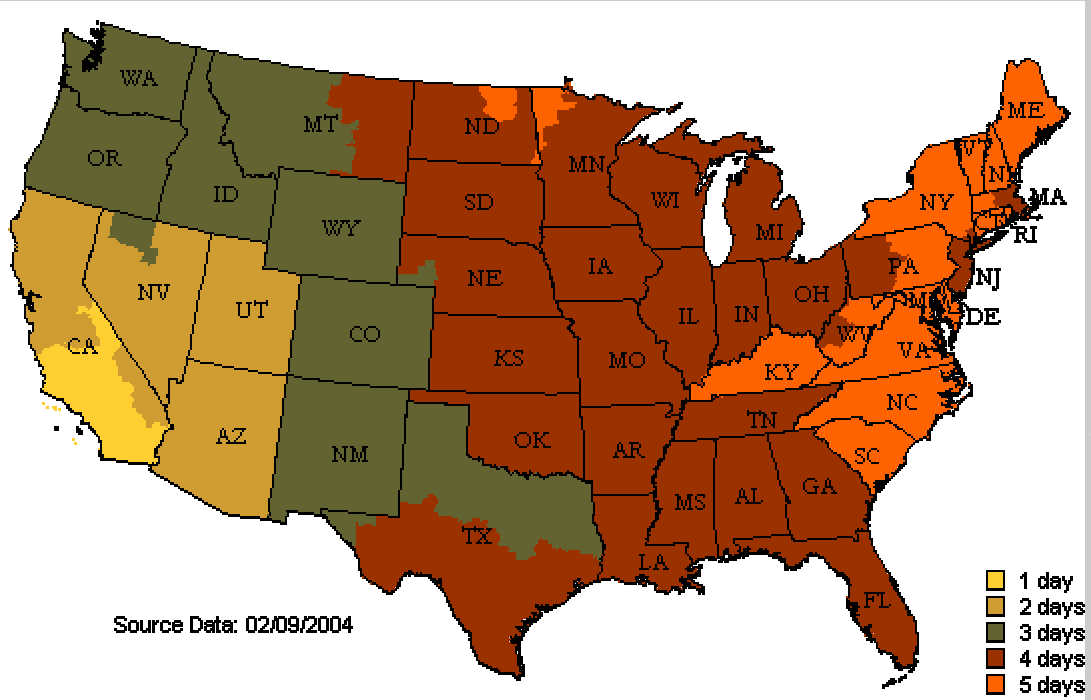 WA
MT
ND
MN
ME
VT
NH
OR
ID
SD
WI
NY
MA
WY
MI
CT
RI
NE
IA
PA
NJ
NV
UT
IL
IN
OH
MD
DE
CO
WV
CA
KS
MO
KY
VA
NC
AZ
NM
OK
AR
TN
SC
TX
MS
AL
GA
LA
FL
Source Data: 02/09/2004
1 day
2 days
3 days
4 days
5 days